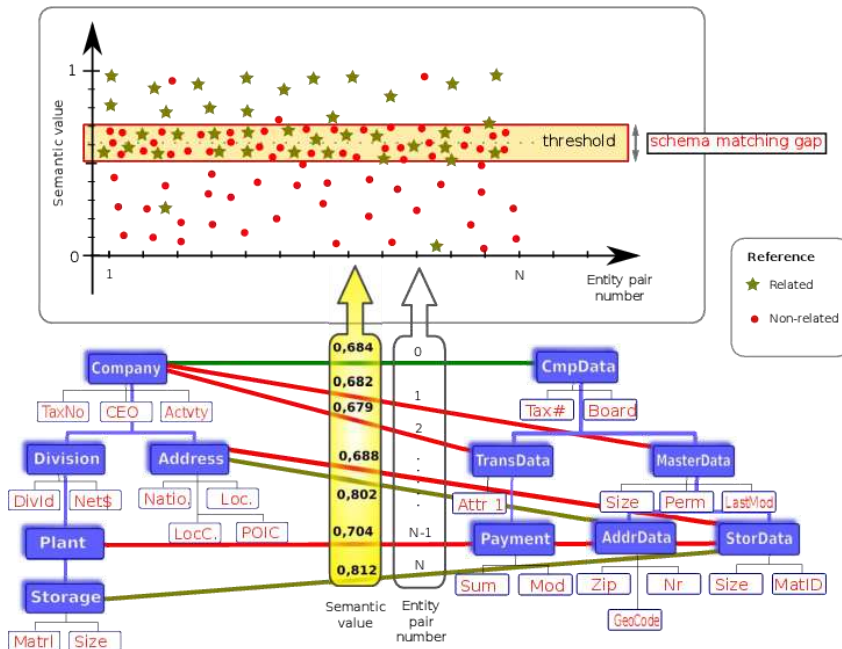 1
threshold
schema matching gap
Semantic value
0
1
N
Entity pair
number
Reference
Related
Non-related
0,684
0
Company
CmpData
0,682
TaxNo
CEO
Actvty
1
Tax#
Board
0,679
2
Division
Address
0,688
TransData
MasterData
DivId
Net$
Natio.
Loc.
0,802
Attr 1
Size
Perm
LastMod
LocC.
POIC
0,704
N-1
Plant
Payment
AddrData
StorData
0,812
N
Storage
Sum
Mod
Zip
Nr
Size
MatID
Semantic
value
Entity
pair
number
GeoCode
Matrl
Size